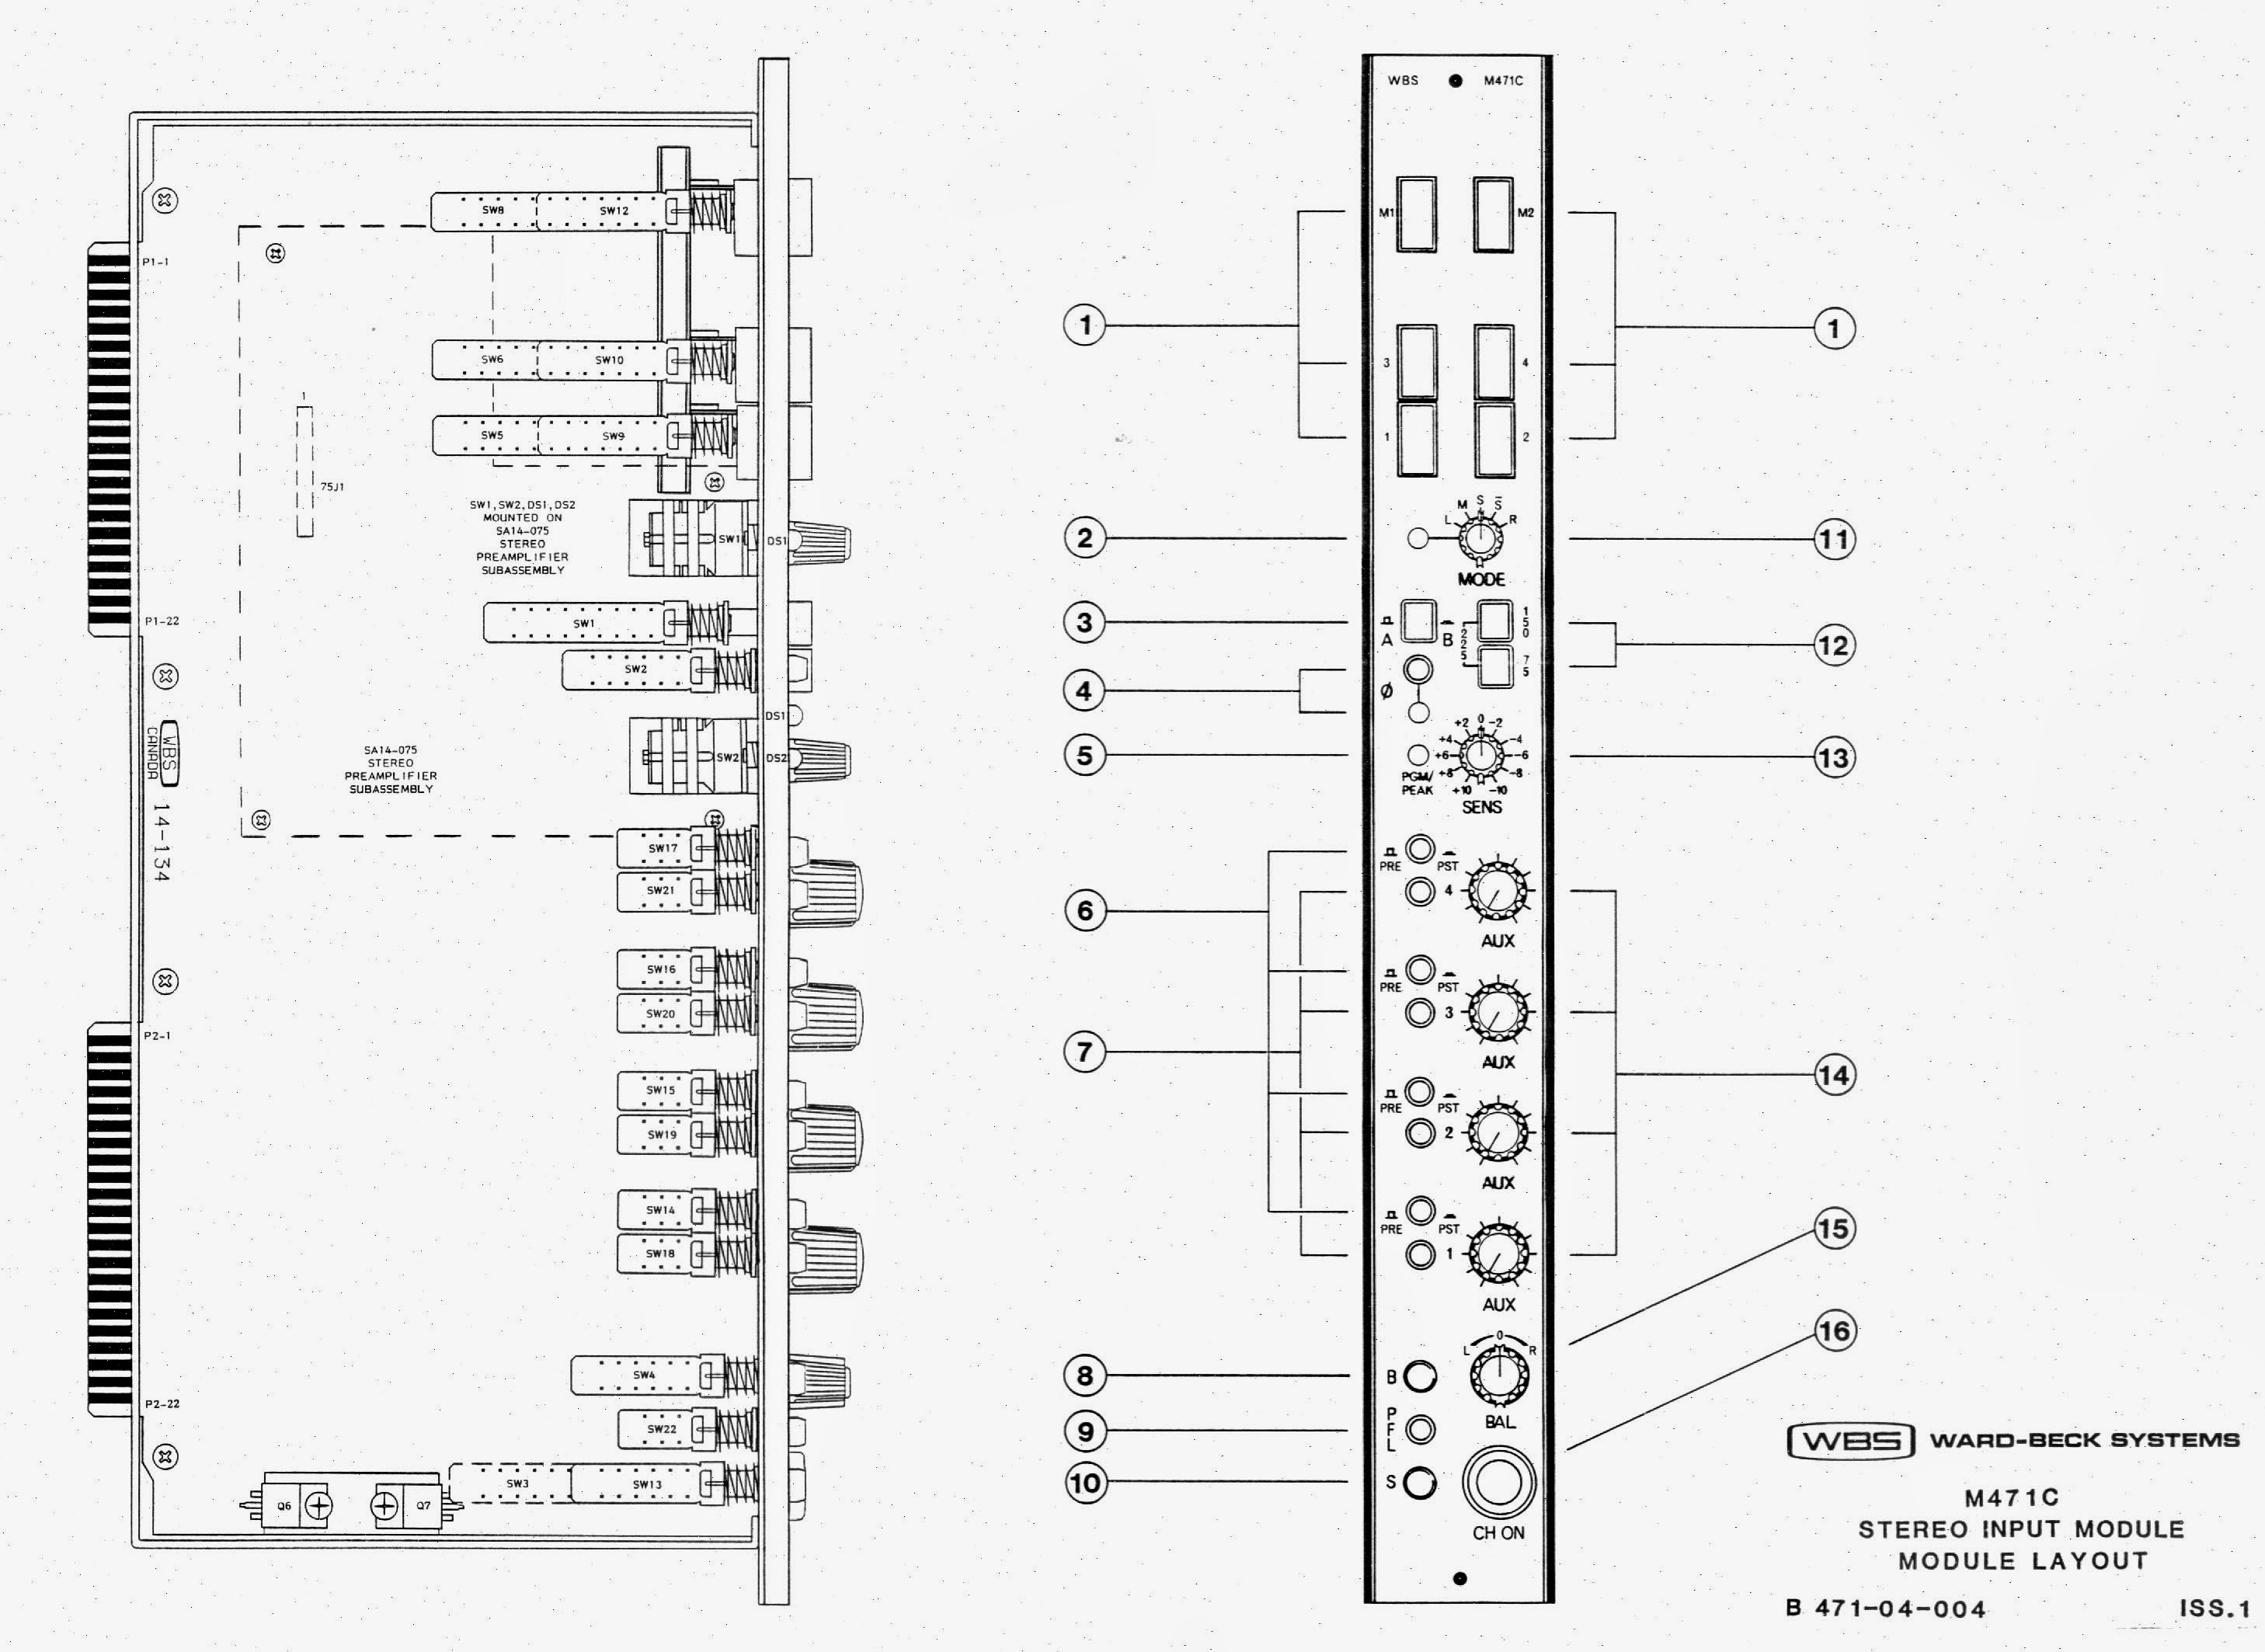 SW8
SW12
P1-1
SW6
SW10
1
SW5
SW9
75J1
SW1,SW2,DS1,DS2
MOUNTED ON
SA14-075
STEREO
PREAMPLIFIER
SUBASSEMBLY
SW1
DS1
P1-22
SW1
SW2
DS1
WBS
CANADA
14-134
SA14-075
STEREO
PREAMPLIFIER
SUBASSEMBLY
SW2
DS2
SW17
SW21
SW16
SW20
P2-1
SW15
SW19
SW14
SW18
SW4
P2-22
SW22
SW3
SW13
Q6
Q7
WBS M471C
M1
M2
3
4
1
2
L M S S̄ R
MODE
A B
225
150
75
Ø
+2 0 -2
+4 -4
+6 -6
+8 -8
+10 -10
PGM/
PEAK
SENS
PRE PST
4
AUX
PRE PST
3
AUX
PRE PST
2
AUX
PRE PST
1
AUX
L 0 R
B
BAL
PFL
S
CH ON
1
2
3
4
5
6
7
8
9
10
1
11
12
13
14
15
16
WBS WARD-BECK SYSTEMS
M471C
STEREO INPUT MODULE
MODULE LAYOUT
B 471-04-004 ISS.1